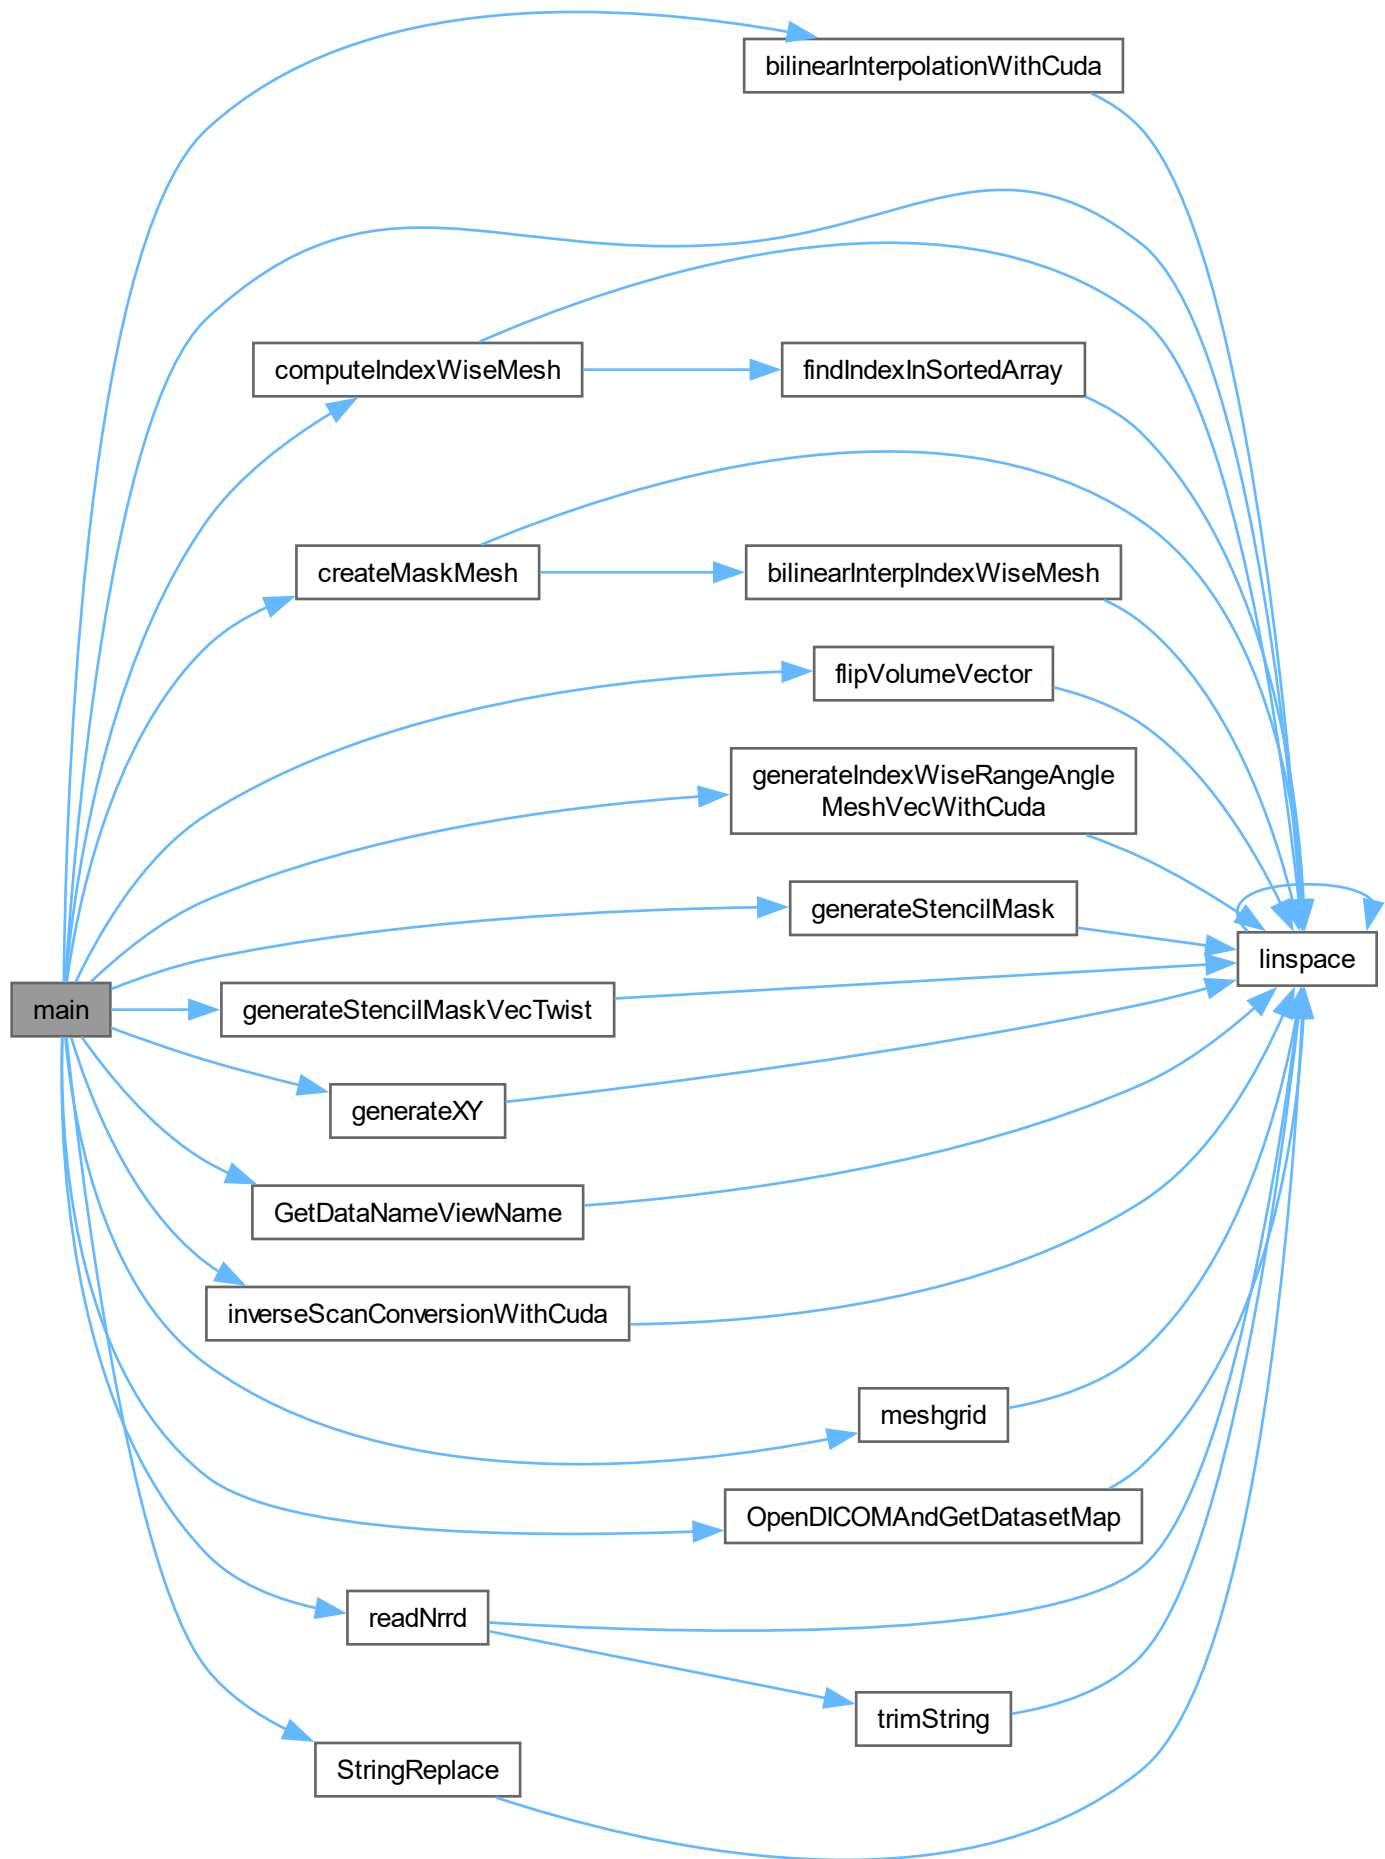 bilinearInterpolationWithCuda
computeIndexWiseMesh
findIndexInSortedArray
createMaskMesh
bilinearInterpIndexWiseMesh
flipVolumeVector
generateIndexWiseRangeAngle
MeshVecWithCuda
generateStencilMask
linspace
main
generateStencilMaskVecTwist
generateXY
GetDataNameViewName
inverseScanConversionWithCuda
meshgrid
OpenDICOMAndGetDatasetMap
readNrrd
trimString
StringReplace